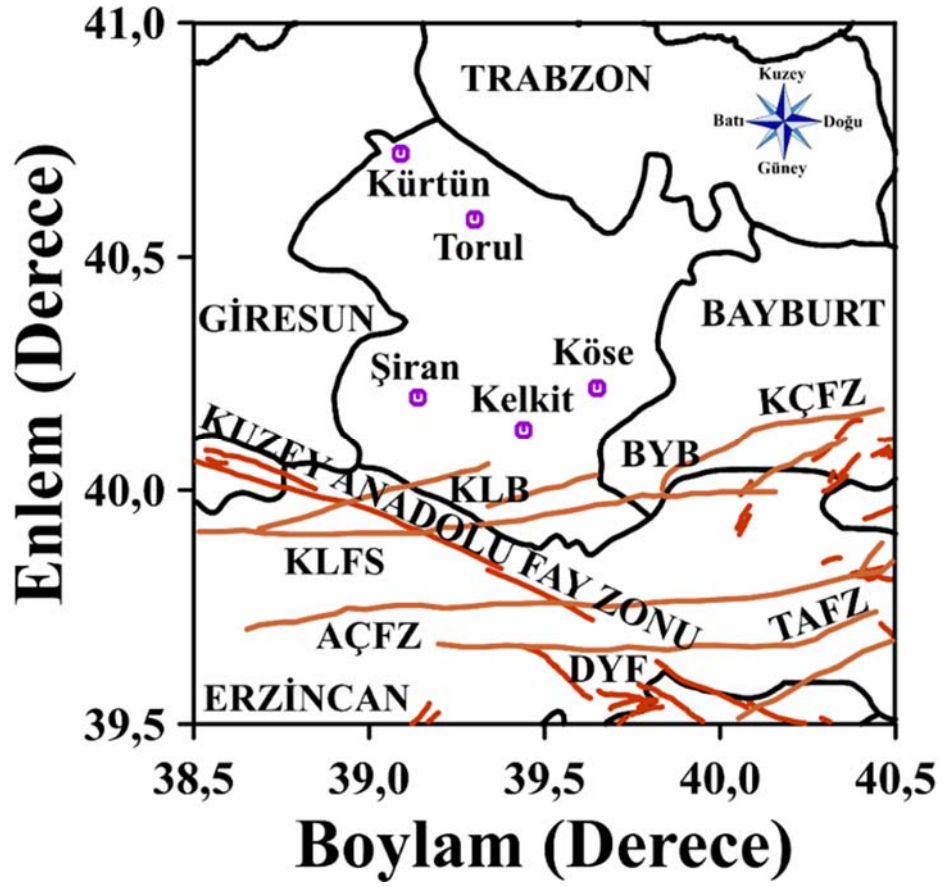 41,0
TRABZON
Kuzey
Batı
Doğu
Güney
Kürtün
Torul
40,5
GİRESUN
BAYBURT
Şiran
Köse
Kelkit
KÇFZ
KUZEY ANADOLU FAY ZONU
BYB
40,0
KLB
KLFS
AÇFZ
TAFZ
DYF
ERZİNCAN
39,5
38,5
39,0
39,5
40,0
40,5
Enlem (Derece)
Boylam (Derece)